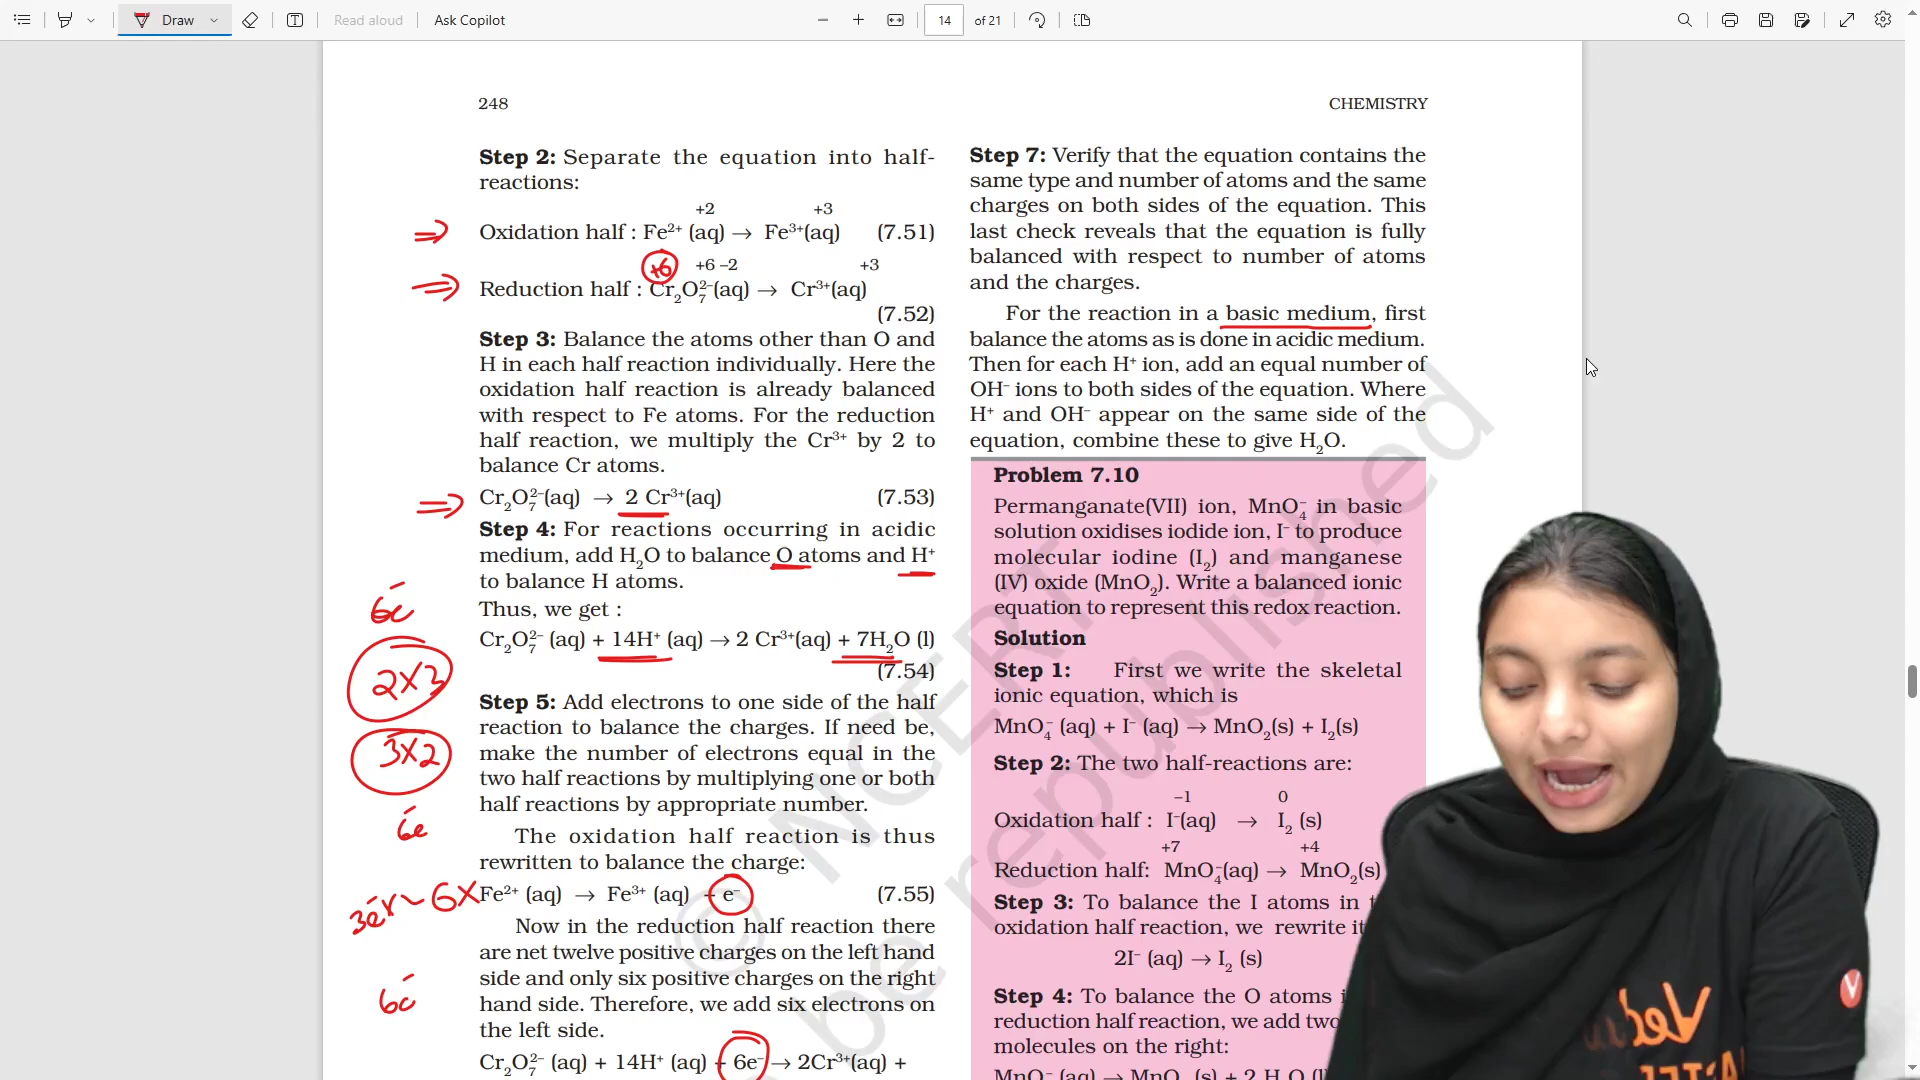 Draw
Read aloud
Ask Copilot
14
of 21
248
CHEMISTRY
Step 2: Separate the equation into half-
reactions:
+2 +3
Oxidation half : Fe²⁺ (aq) → Fe³⁺(aq) (7.51)
+6
+6 –2 +3
Reduction half : Cr₂O₇²⁻(aq) → Cr³⁺(aq)
(7.52)
Step 3: Balance the atoms other than O and
H in each half reaction individually. Here the
oxidation half reaction is already balanced
with respect to Fe atoms. For the reduction
half reaction, we multiply the Cr³⁺ by 2 to
balance Cr atoms.
Cr₂O₇²⁻(aq) → 2 Cr³⁺(aq) (7.53)
Step 4: For reactions occurring in acidic
medium, add H₂O to balance O atoms and H⁺
to balance H atoms.
Thus, we get :
Cr₂O₇²⁻ (aq) + 14H⁺ (aq) → 2 Cr³⁺(aq) + 7H₂O (l)
(7.54)
Step 5: Add electrons to one side of the half
reaction to balance the charges. If need be,
make the number of electrons equal in the
two half reactions by multiplying one or both
half reactions by appropriate number.
The oxidation half reaction is thus
rewritten to balance the charge:
Fe²⁺ (aq) → Fe³⁺ (aq) + e⁻ (7.55)
Now in the reduction half reaction there
are net twelve positive charges on the left hand
side and only six positive charges on the right
hand side. Therefore, we add six electrons on
the left side.
Cr₂O₇²⁻ (aq) + 14H⁺ (aq) + 6e⁻ → 2Cr³⁺(aq) +
6e⁻
2×3
3×2
6e⁻
6×
6e⁻
Step 7: Verify that the equation contains the
same type and number of atoms and the same
charges on both sides of the equation. This
last check reveals that the equation is fully
balanced with respect to number of atoms
and the charges.
For the reaction in a basic medium, first
balance the atoms as is done in acidic medium.
Then for each H⁺ ion, add an equal number of
OH⁻ ions to both sides of the equation. Where
H⁺ and OH⁻ appear on the same side of the
equation, combine these to give H₂O.
Problem 7.10
Permanganate(VII) ion, MnO₄⁻ in basic
solution oxidises iodide ion, I⁻ to produce
molecular iodine (I₂) and manganese
(IV) oxide (MnO₂). Write a balanced ionic
equation to represent this redox reaction.
Solution
Step 1: First we write the skeletal
ionic equation, which is
MnO₄⁻ (aq) + I⁻ (aq) → MnO₂(s) + I₂(s)
Step 2: The two half-reactions are:
–1 0
Oxidation half : I⁻(aq) → I₂ (s)
+7 +4
Reduction half: MnO₄⁻(aq) → MnO₂(s)
Step 3: To balance the I atoms in
oxidation half reaction, we rewrite
2I⁻ (aq) → I₂ (s)
Step 4: To balance the O atoms
reduction half reaction, we add two
molecules on the right:
MnO₄⁻ (aq) → MnO₂ (s) + 2 H₂O (l)
© NCERT
be republished
V